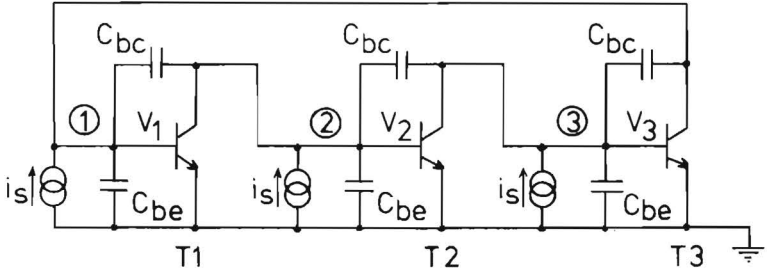 C_bc C_bc C_bc
① V_1 ② V_2 ③ V_3
i_s C_be i_s C_be i_s C_be
T1 T2 T3